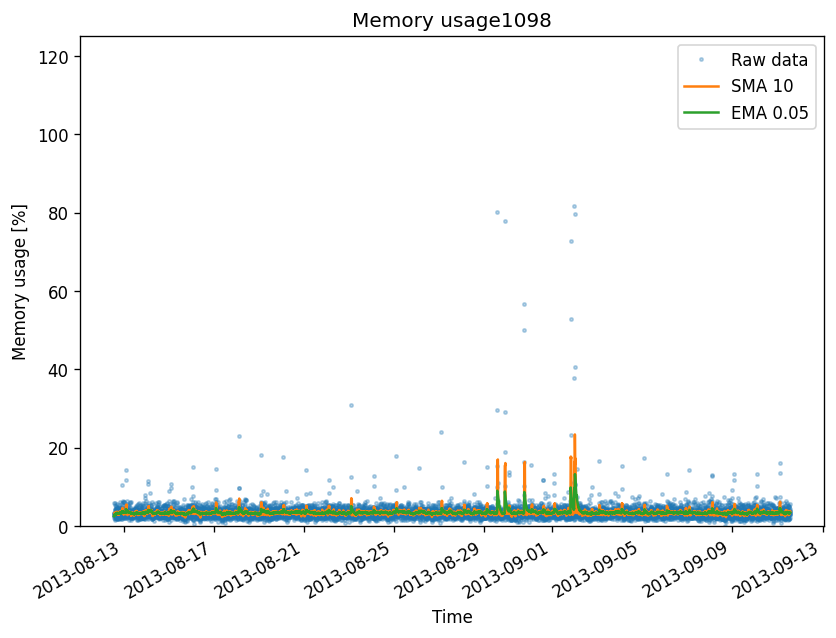 Memory usage1098
Memory usage [%]
120
100
80
60
40
20
0
Raw data
SMA 10
EMA 0.05
2013-08-13
2013-08-17
2013-08-21
2013-08-25
2013-08-29
2013-09-01
2013-09-05
2013-09-09
2013-09-13
Time